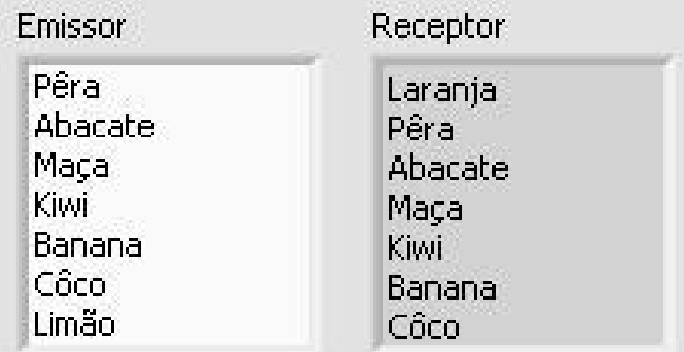 Emissor
Pêra
Abacate
Maça
Kiwi
Banana
Côco
Limão
Receptor
Laranja
Pêra
Abacate
Maça
Kiwi
Banana
Côco